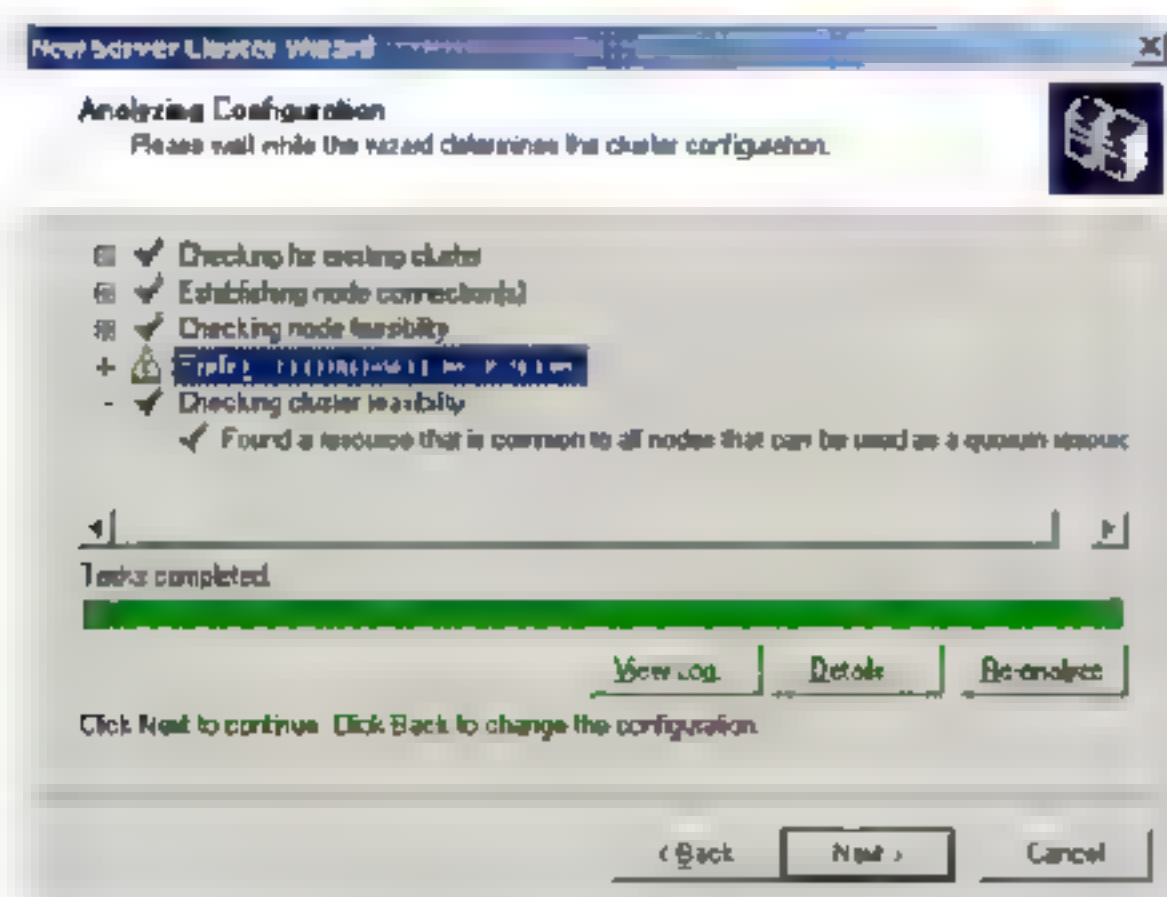 New Server Cluster Wizard
Analyzing Configuration
Please wait while the wizard determines the cluster configuration.
Checking for existing cluster
Establishing node connection(s)
Checking node feasibility
Checking cluster feasibility
Found a resource that is common to all nodes that can be used as a quorum resourc
Tasks completed.
View Log... Details... Re-analyze
Click Next to continue. Click Back to change the configuration.
< Back Next > Cancel